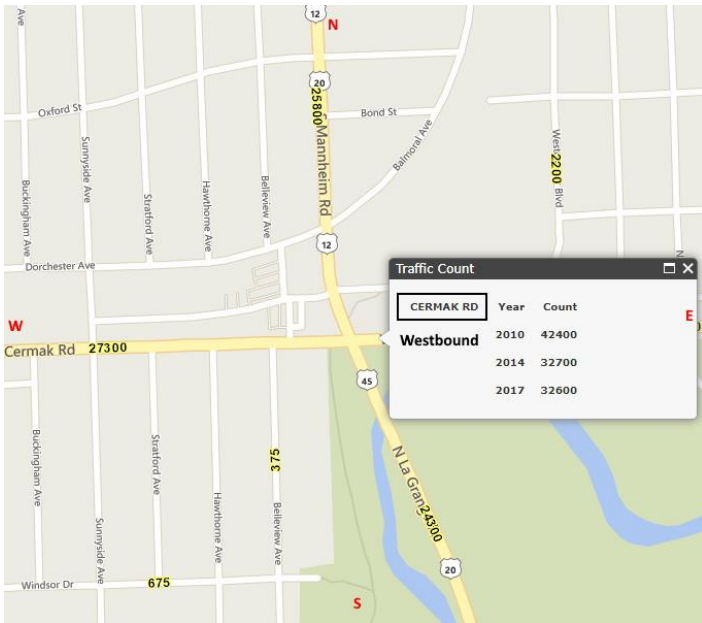 Ave
12
N
20
25800
S Mannheim Rd
Oxford St
Bond St
Balmoral Ave
Buckingham Ave
Sunnyside Ave
Stratford Ave
Hawthorne Ave
Belleview Ave
2200
Blvd
12
Dorchester Ave
Traffic Count
CERMAK RD Year Count
Westbound 2010 42400
2014 32700
2017 32600
N
E
W
Cermak Rd 27300
45
Buckingham Ave
Sunnyside Ave
Stratford Ave
Hawthorne Ave
375
Belleview Ave
N La Grang
24300
20
Windsor Dr 675
S